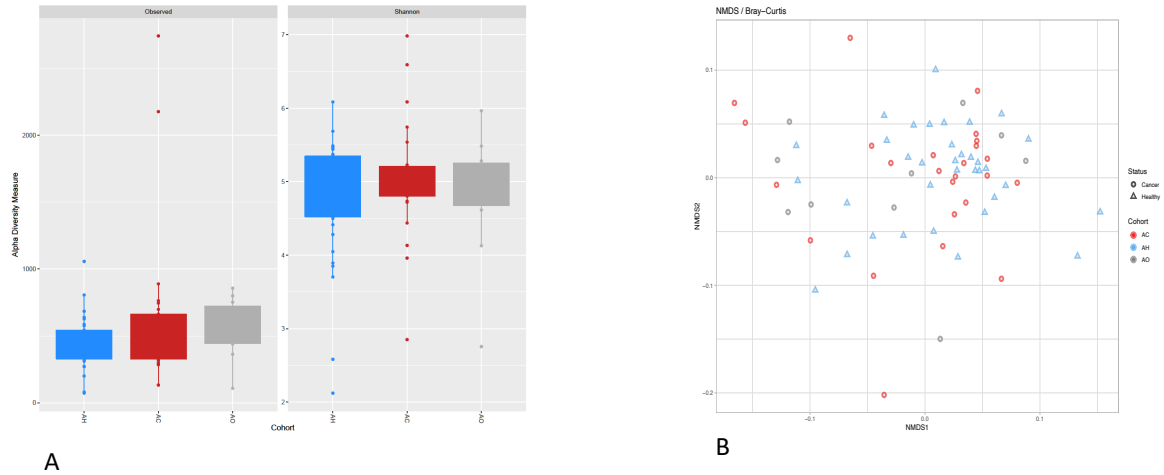 Observed
Shannon
Alpha Diversity Measure
0
1000
2000
2
3
4
5
6
7
AH
AC
AO
AH
AC
AO
Cohort
A
NMDS / Bray−Curtis
NMDS2
0.1
0.0
−0.1
−0.2
−0.1
0.0
0.1
NMDS1
Status
Cancer
Healthy
Cohort
AC
AH
AO
B